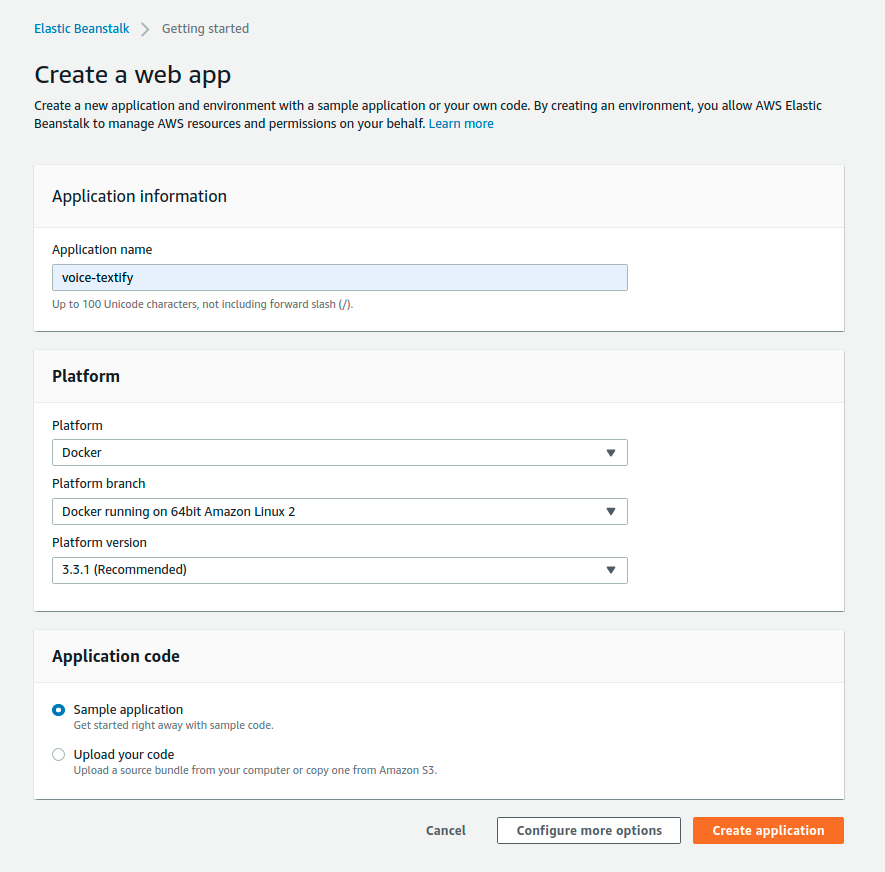 Elastic Beanstalk > Getting started
Create a web app
Create a new application and environment with a sample application or your own code. By creating an environment, you allow AWS Elastic
Beanstalk to manage AWS resources and permissions on your behalf. Learn more
Application information
Application name
voice-textify
Up to 100 Unicode characters, not including forward slash (/).
Platform
Platform
Docker
Platform branch
Docker running on 64bit Amazon Linux 2
Platform version
3.3.1 (Recommended)
Application code
Sample application
Get started right away with sample code.
Upload your code
Upload a source bundle from your computer or copy one from Amazon S3.
Cancel Configure more options Create application